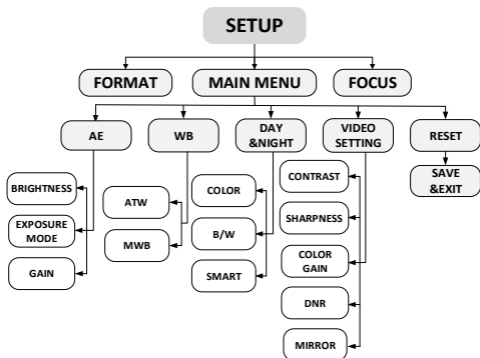 SETUP
FORMAT
MAIN MENU
FOCUS
AE
WB
DAY
&NIGHT
VIDEO
SETTING
RESET
SAVE
&EXIT
BRIGHTNESS
EXPOSURE
MODE
GAIN
ATW
MWB
COLOR
B/W
SMART
CONTRAST
SHARPNESS
COLOR
GAIN
DNR
MIRROR